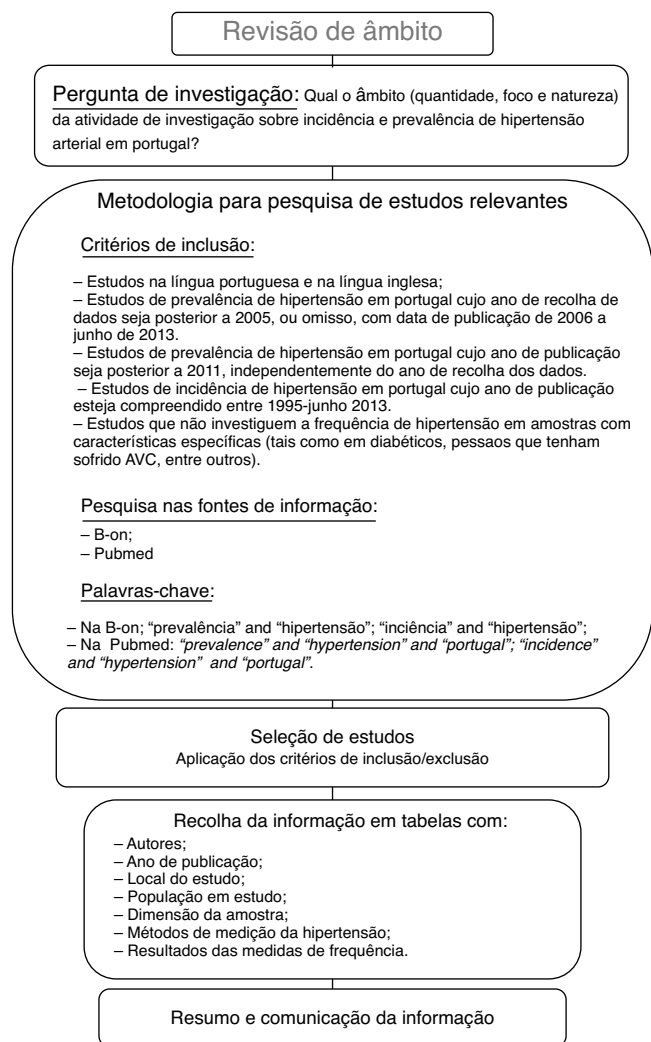 Revisão de âmbito
Pergunta de investigação: Qual o âmbito (quantidade, foco e natureza)
da atividade de investigação sobre incidência e prevalência de hipertensão
arterial em portugal?
Metodologia para pesquisa de estudos relevantes
Critérios de inclusão:
– Estudos na língua portuguesa e na língua inglesa;
– Estudos de prevalência de hipertensão em portugal cujo ano de recolha de
dados seja posterior a 2005, ou omisso, com data de publicação de 2006 a
junho de 2013.
– Estudos de prevalência de hipertensão em portugal cujo ano de publicação
seja posterior a 2011, independentemente do ano de recolha dos dados.
– Estudos de incidência de hipertensão em portugal cujo ano de publicação
esteja compreendido entre 1995-junho 2013.
– Estudos que não investiguem a frequência de hipertensão em amostras com
características específicas (tais como em diabéticos, pessaos que tenham
sofrido AVC, entre outros).
Pesquisa nas fontes de informação:
– B-on;
– Pubmed
Palavras-chave:
– Na B-on; “prevalência” and “hipertensão”; “inciência” and “hipertensão”;
– Na Pubmed: “prevalence” and “hypertension” and “portugal”; “incidence”
and “hypertension” and “portugal”.
Seleção de estudos
Aplicação dos critérios de inclusão/exclusão
Recolha da informação em tabelas com:
– Autores;
– Ano de publicação;
– Local do estudo;
– População em estudo;
– Dimensão da amostra;
– Métodos de medição da hipertensão;
– Resultados das medidas de frequência.
Resumo e comunicação da informação